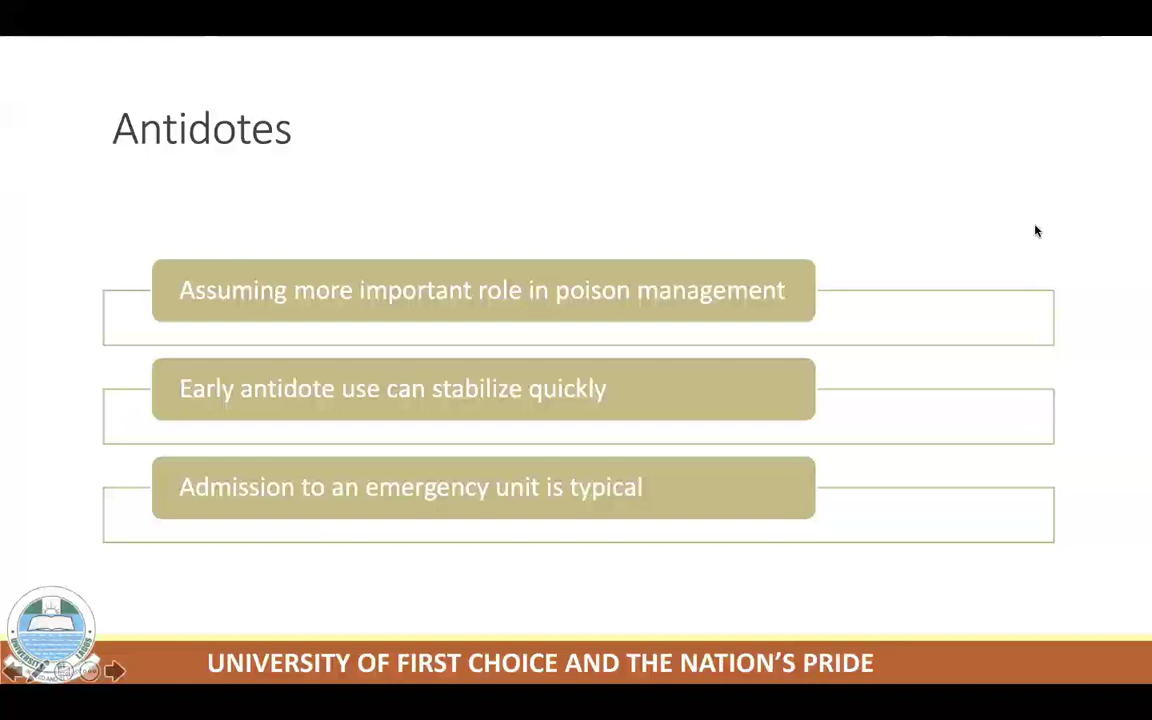 Antidotes
Assuming more important role in poison management
Early antidote use can stabilize quickly
Admission to an emergency unit is typical
UNIVERSITY OF FIRST CHOICE AND THE NATION'S PRIDE